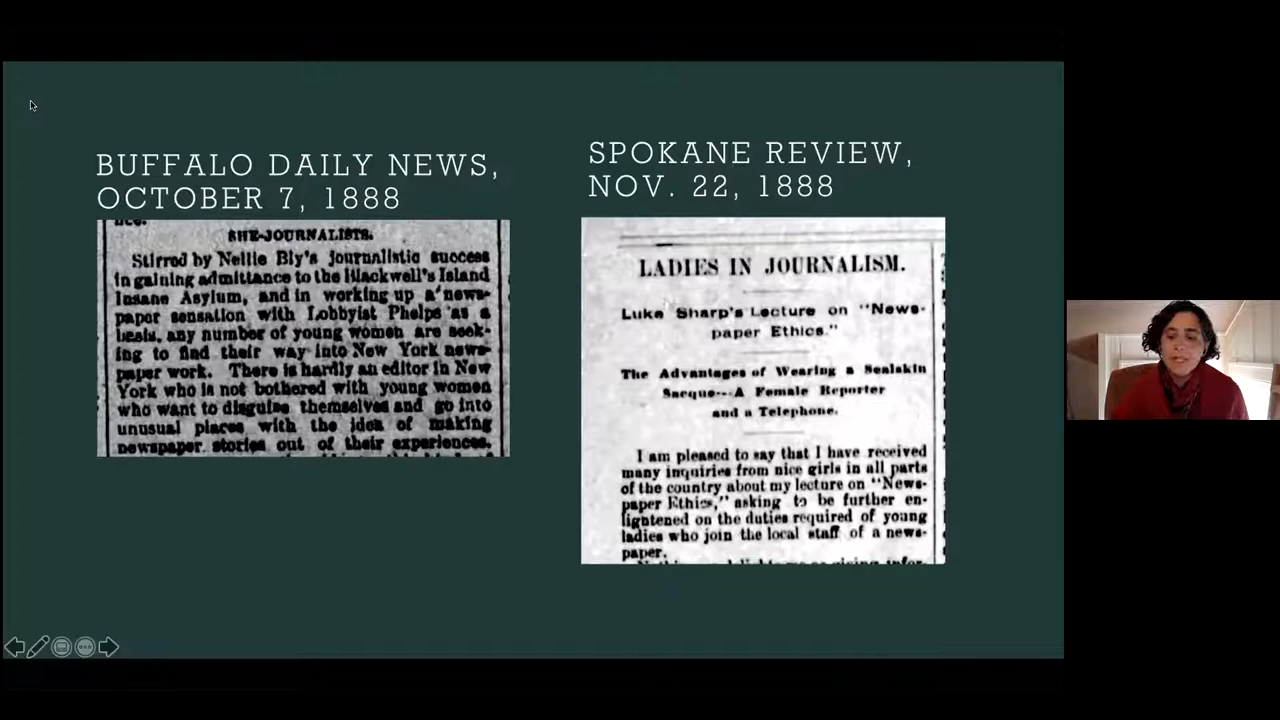 BUFFALO DAILY NEWS,
OCTOBER 7, 1888
SHE-JOURNALISTS.
Stirred by Nellie Bly's journalistic success
in gaining admittance to the Blackwell's Island
Insane Asylum, and in working up a news-
paper sensation with Lobbyist Phelps as a
basis, any number of young women are seek-
ing to find their way into New York news-
paper work. There is hardly an editor in New
York who is not bothered with young women
who want to disguise themselves and go into
unusual places with the idea of making
newspaper stories out of their experiences.
SPOKANE REVIEW,
NOV. 22, 1888
LADIES IN JOURNALISM.
Luke Sharp's Lecture on "News-
paper Ethics."
The Advantages of Wearing a Sealskin
Sacque---A Female Reporter
and a Telephone.
I am pleased to say that I have received
many inquiries from nice girls in all parts
of the country about my lecture on "News-
paper Ethics," asking to be further en-
lightened on the duties required of young
ladies who join the local staff of a news-
paper.